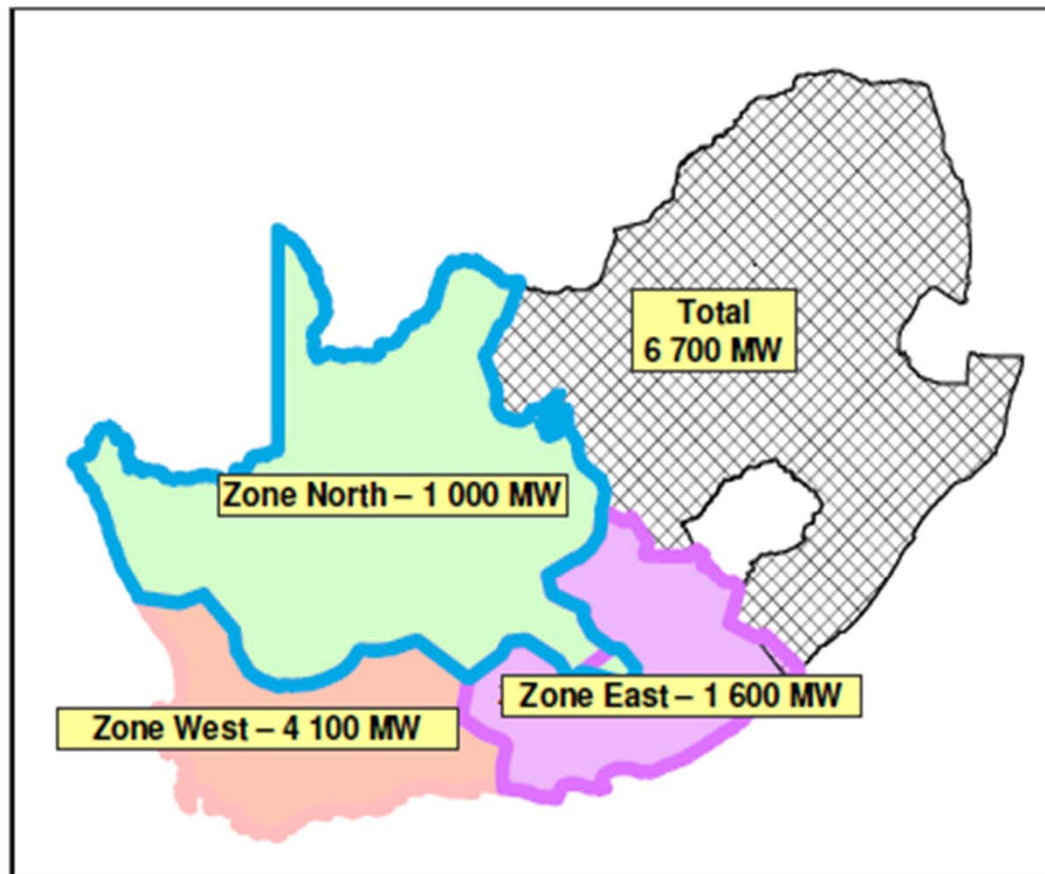 Total
6 700 MW
Zone North – 1 000 MW
Zone East – 1 600 MW
Zone West – 4 100 MW